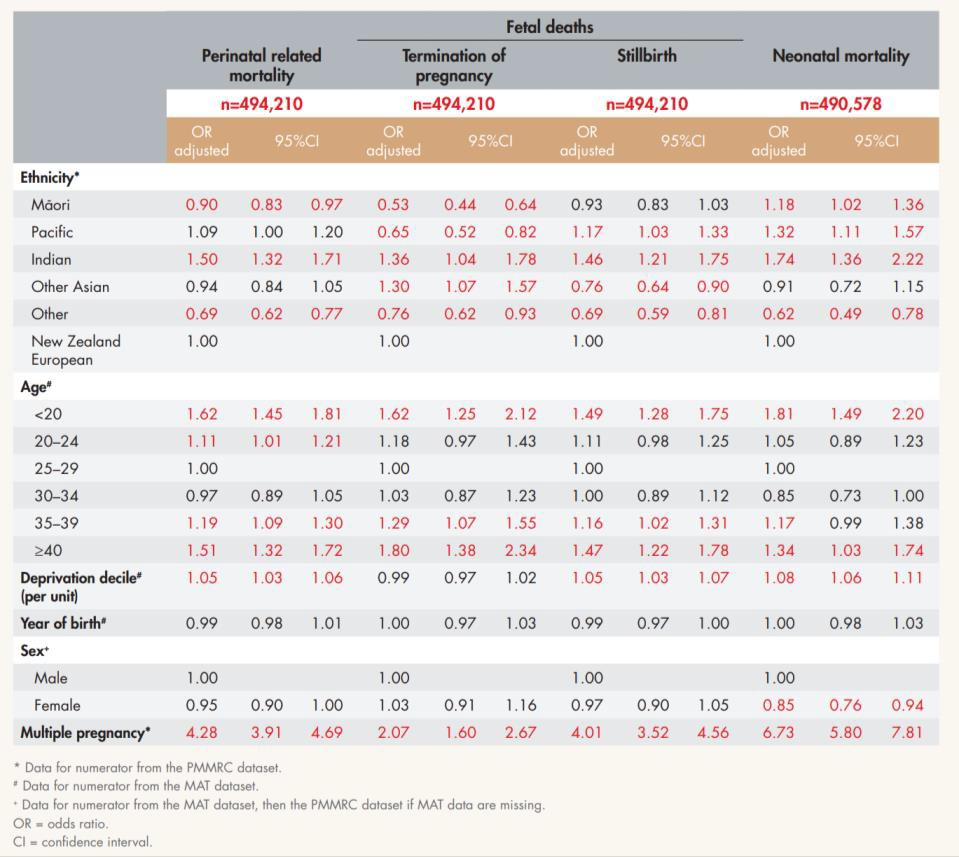 Fetal deaths
Perinatal related mortality Termination of pregnancy Stillbirth Neonatal mortality
n=494,210 n=494,210 n=494,210 n=490,578
OR adjusted 95%CI OR adjusted 95%CI OR adjusted 95%CI OR adjusted 95%CI
Ethnicity*
Māori 0.90 0.83 0.97 0.53 0.44 0.64 0.93 0.83 1.03 1.18 1.02 1.36
Pacific 1.09 1.00 1.20 0.65 0.52 0.82 1.17 1.03 1.33 1.32 1.11 1.57
Indian 1.50 1.32 1.71 1.36 1.04 1.78 1.46 1.21 1.75 1.74 1.36 2.22
Other Asian 0.94 0.84 1.05 1.30 1.07 1.57 0.76 0.64 0.90 0.91 0.72 1.15
Other 0.69 0.62 0.77 0.76 0.62 0.93 0.69 0.59 0.81 0.62 0.49 0.78
New Zealand European 1.00 1.00 1.00 1.00
Age#
<20 1.62 1.45 1.81 1.62 1.25 2.12 1.49 1.28 1.75 1.81 1.49 2.20
20–24 1.11 1.01 1.21 1.18 0.97 1.43 1.11 0.98 1.25 1.05 0.89 1.23
25–29 1.00 1.00 1.00 1.00
30–34 0.97 0.89 1.05 1.03 0.87 1.23 1.00 0.89 1.12 0.85 0.73 1.00
35–39 1.19 1.09 1.30 1.29 1.07 1.55 1.16 1.02 1.31 1.17 0.99 1.38
≥40 1.51 1.32 1.72 1.80 1.38 2.34 1.47 1.22 1.78 1.34 1.03 1.74
Deprivation decile# (per unit) 1.05 1.03 1.06 0.99 0.97 1.02 1.05 1.03 1.07 1.08 1.06 1.11
Year of birth# 0.99 0.98 1.01 1.00 0.97 1.03 0.99 0.97 1.00 1.00 0.98 1.03
Sex+
Male 1.00 1.00 1.00 1.00
Female 0.95 0.90 1.00 1.03 0.91 1.16 0.97 0.90 1.05 0.85 0.76 0.94
Multiple pregnancy* 4.28 3.91 4.69 2.07 1.60 2.67 4.01 3.52 4.56 6.73 5.80 7.81
* Data for numerator from the PMMRC dataset.
# Data for numerator from the MAT dataset.
+ Data for numerator from the MAT dataset, then the PMMRC dataset if MAT data are missing.
OR = odds ratio.
CI = confidence interval.